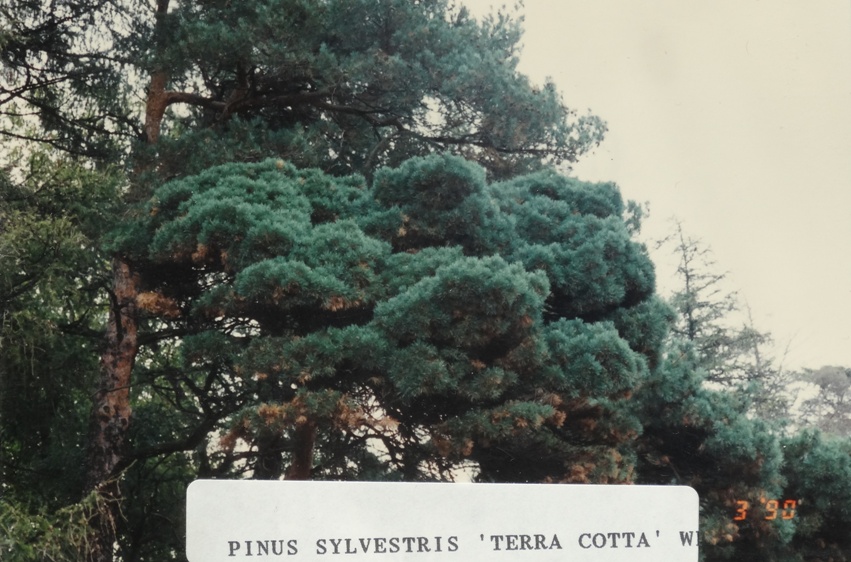 3 '90
PINUS SYLVESTRIS 'TERRA COTTA'